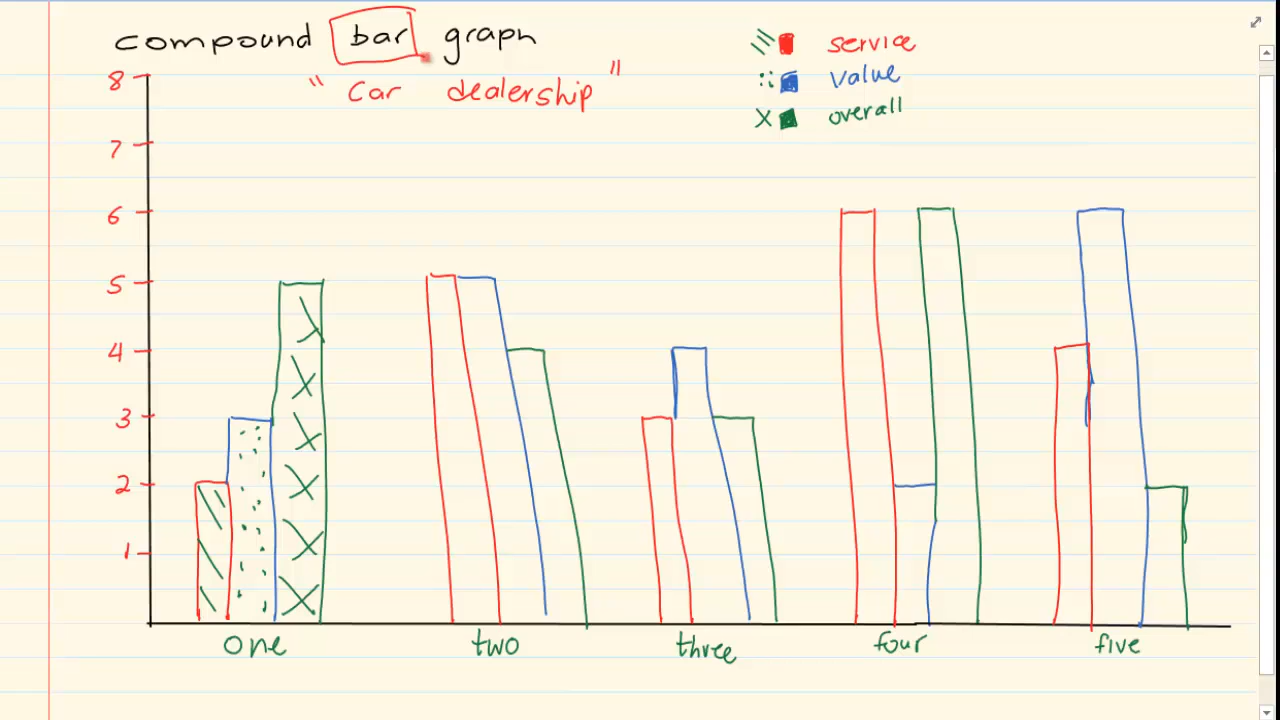 compound bar graph
" car dealership "
service
value
overall
8
7
6
5
4
3
2
1
one two three four five